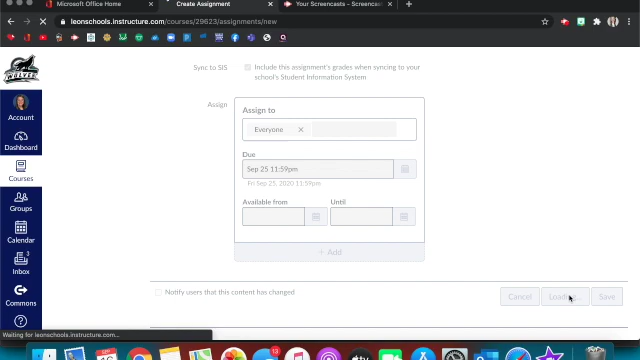 Microsoft Office Home
Create Assignment
Your Screencasts - Screencast
leonschools.instructure.com/courses/29623/assignments/new
WOLVES
Sync to SIS
Include this assignment's grades when syncing to your
school's Student Information System
Assign
Assign to
Everyone
Due
Sep 25 11:59pm
Fri Sep 25, 2020 11:59pm
Available from
Until
+ Add
Notify users that this content has changed
Cancel
Loading...
Save
Account
Dashboard
Courses
Groups
Calendar
3
Inbox
Commons
Waiting for leonschools.instructure.com...
13